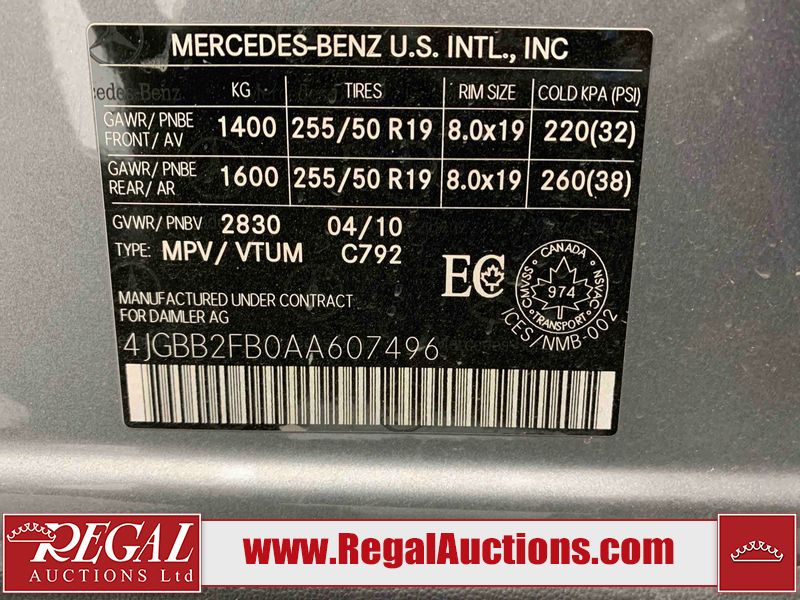 MERCEDES-BENZ U.S. INTL., INC
KG TIRES RIM SIZE COLD KPA (PSI)
GAWR/ PNBE FRONT/ AV 1400 255/50 R19 8.0x19 220(32)
GAWR/ PNBE REAR/ AR 1600 255/50 R19 8.0x19 260(38)
GVWR/ PNBV 2830 04/10
TYPE: MPV/ VTUM C792
EC
CANADA
CMVSS
NSVAC
974
TRANSPORT
ICES/NMB-002
MANUFACTURED UNDER CONTRACT
FOR DAIMLER AG
4JGBB2FB0AA607496
REGAL
AUCTIONS Ltd
www.RegalAuctions.com